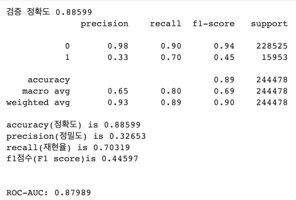 검증 정확도 0.88599
precision recall f1-score support
0 0.98 0.90 0.94 228525
1 0.33 0.70 0.45 15953
accuracy 0.89 244478
macro avg 0.65 0.80 0.69 244478
weighted avg 0.93 0.89 0.90 244478
accuracy(정확도) is 0.88599
precision(정밀도) is 0.32653
recall(재현율) is 0.70319
f1점수(F1 score)is 0.44597
ROC-AUC: 0.87989